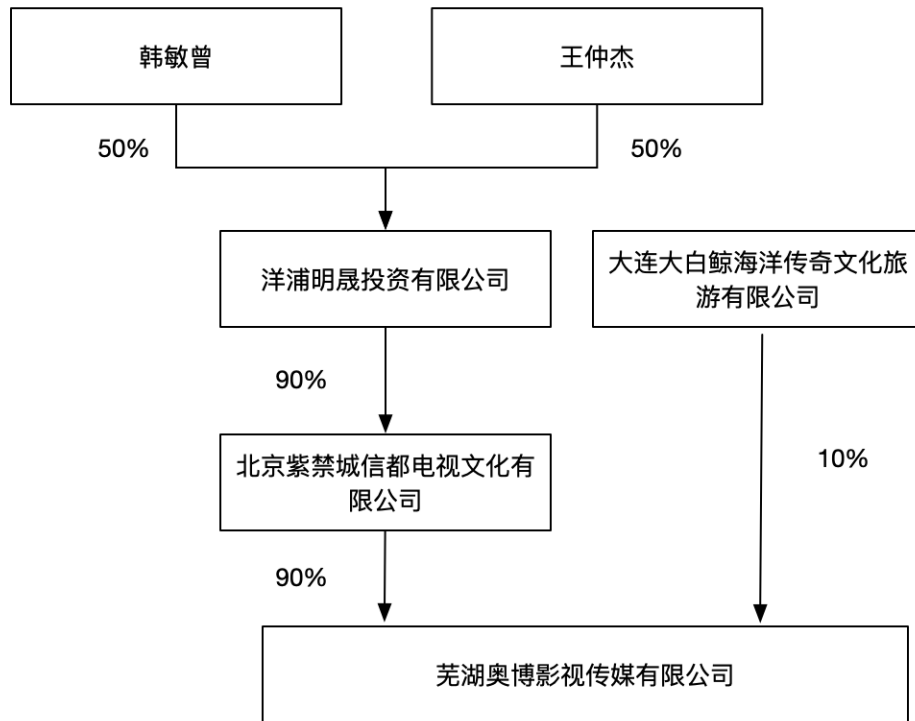 韩敏曾
王仲杰
50%
50%
洋浦明晟投资有限公司
大连大白鲸海洋传奇文化旅
游有限公司
90%
北京紫禁城信都电视文化有
限公司
10%
90%
芜湖奥博影视传媒有限公司